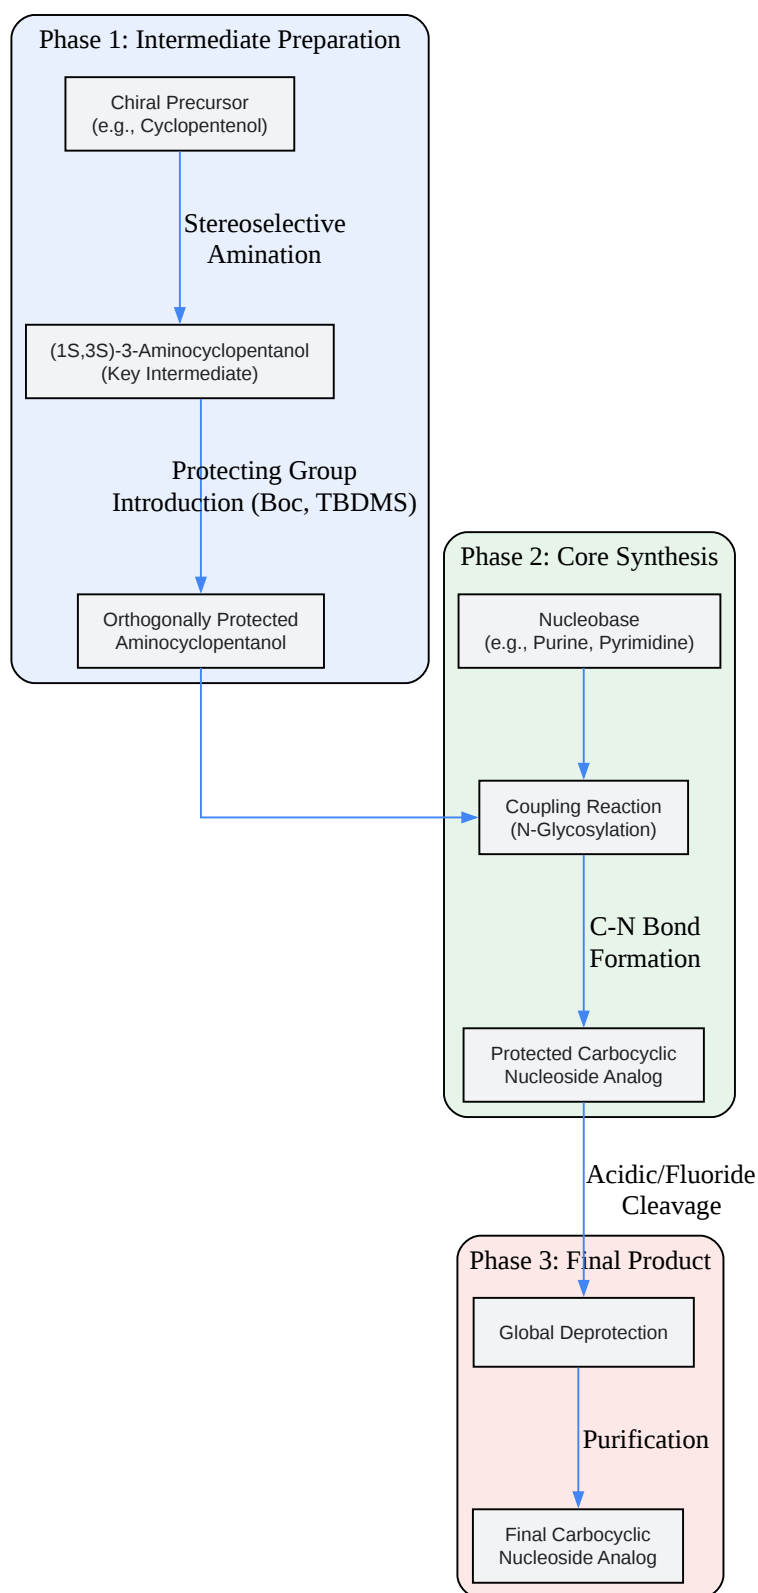 Phase 1: Intermediate Preparation
Chiral Precursor
(e.g., Cyclopentenol)
Stereoselective
Amination
(1S,3S)-3-Aminocyclopentanol
(Key Intermediate)
Protecting Group
Introduction (Boc, TBDMS)
Orthogonally Protected
Aminocyclopentanol
Phase 2: Core Synthesis
Nucleobase
(e.g., Purine, Pyrimidine)
Coupling Reaction
(N-Glycosylation)
C-N Bond
Formation
Protected Carbocyclic
Nucleoside Analog
Acidic/Fluoride
Cleavage
Phase 3: Final Product
Global Deprotection
Purification
Final Carbocyclic
Nucleoside Analog